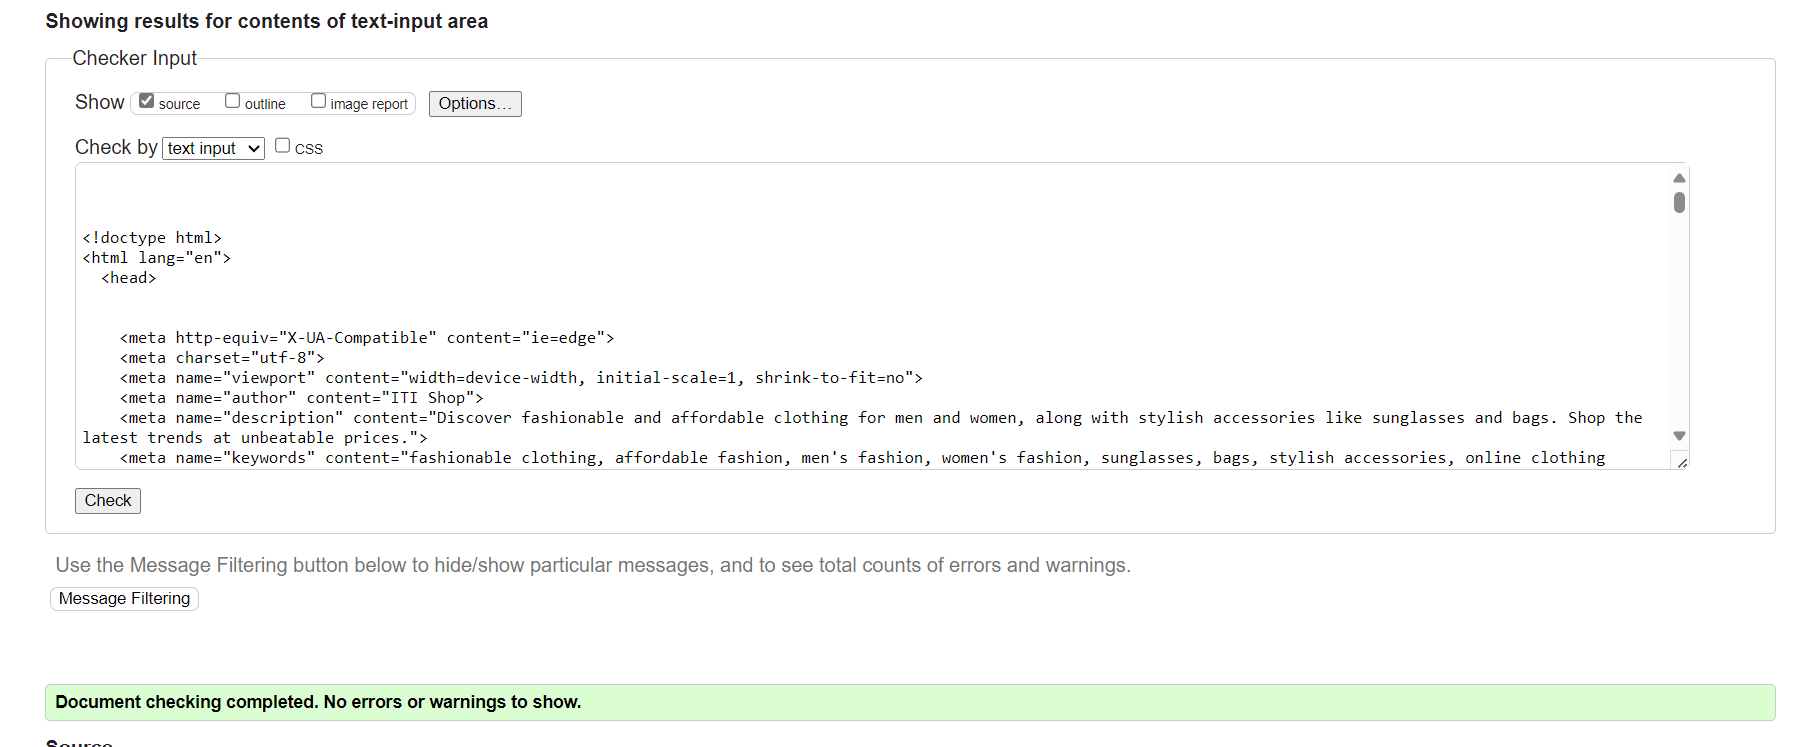 Showing results for contents of text-input area
Checker Input
Show source outline image report Options...
Check by text input CSS
<!doctype html>
<html lang="en">
<head>
<meta http-equiv="X-UA-Compatible" content="ie=edge">
<meta charset="utf-8">
<meta name="viewport" content="width=device-width, initial-scale=1, shrink-to-fit=no">
<meta name="author" content="ITI Shop">
<meta name="description" content="Discover fashionable and affordable clothing for men and women, along with stylish accessories like sunglasses and bags. Shop the
latest trends at unbeatable prices.">
<meta name="keywords" content="fashionable clothing, affordable fashion, men's fashion, women's fashion, sunglasses, bags, stylish accessories, online clothing
Check
Use the Message Filtering button below to hide/show particular messages, and to see total counts of errors and warnings.
Message Filtering
Document checking completed. No errors or warnings to show.
Source